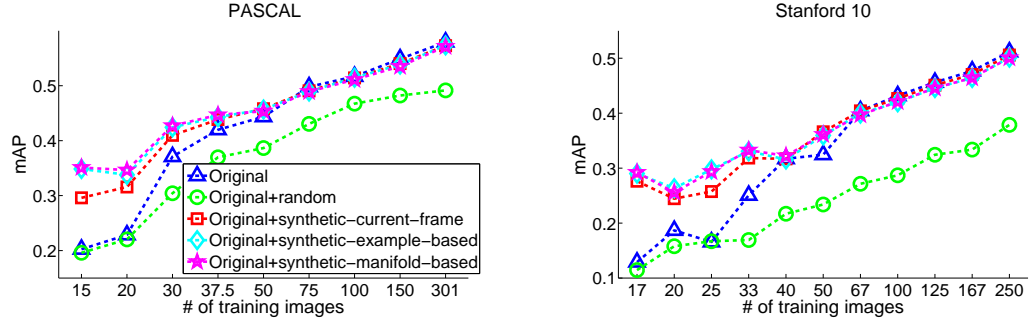 PASCAL
0.5
0.4
0.3
0.2
mAP
15 20 30 37.5 50 75 100 150 301
# of training images
Original
Original+random
Original+synthetic−current−frame
Original+synthetic−example−based
Original+synthetic−manifold−based
Stanford 10
0.5
0.4
0.3
0.2
0.1
mAP
17 20 25 33 40 50 67 100 125 167 250
# of training images